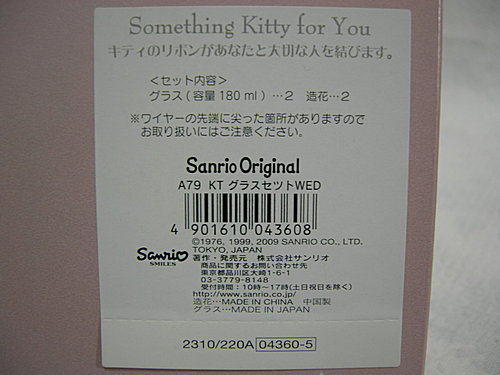 Something Kitty for You
キティのリボンがあなたと大切な人を結びます。
<セット内容>
グラス(容量180ml)…2 造花…2
※ワイヤーの先端に尖った箇所がありますので
お取り扱いにはご注意ください。
Sanrio Original
A79 KT グラスセットWED
4 901610 043608
©1976, 1999, 2009 SANRIO CO., LTD.
TOKYO, JAPAN
Sanrio
SMILES
著作・発売元 株式会社サンリオ
商品に関するお問い合わせ先
東京都品川区大崎1-6-1
03-3779-8148
受付時間:10時〜17時(土日祝日を除く)
http://www.sanrio.co.jp/
造花…MADE IN CHINA 中国製
グラス…MADE IN JAPAN
2310/220A 04360-5